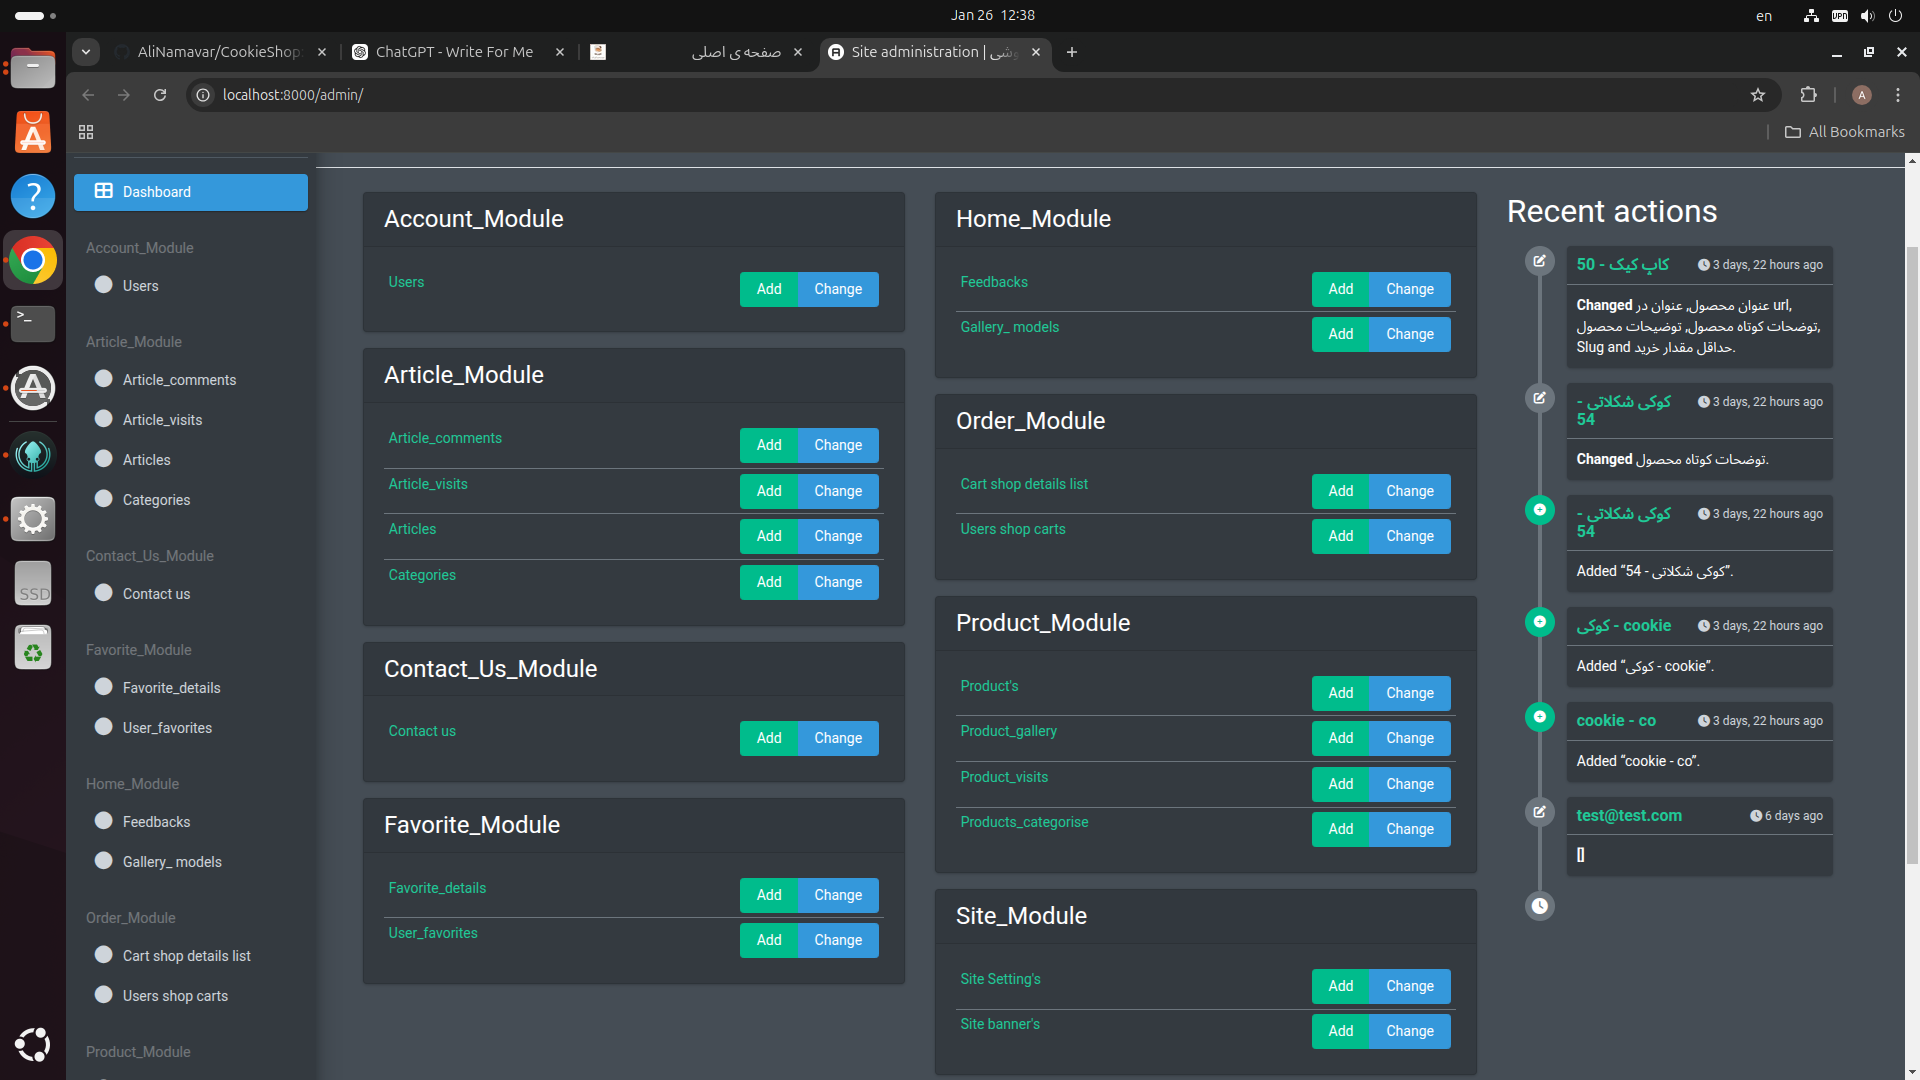 Jan 26 12:38
en
AliNamavar/CookieShop
ChatGPT - Write For Me
صفحه ی اصلی
Site administration | وشی
localhost:8000/admin/
A
All Bookmarks
Dashboard
Account_Module
Users
Article_Module
Article_comments
Article_visits
Articles
Categories
Contact_Us_Module
Contact us
Favorite_Module
Favorite_details
User_favorites
Home_Module
Feedbacks
Gallery_ models
Order_Module
Cart shop details list
Users shop carts
Product_Module
SSD
Account_Module
Users
Add Change
Article_Module
Article_comments
Add Change
Article_visits
Add Change
Articles
Add Change
Categories
Add Change
Contact_Us_Module
Contact us
Add Change
Favorite_Module
Favorite_details
Add Change
User_favorites
Add Change
Home_Module
Feedbacks
Add Change
Gallery_ models
Add Change
Order_Module
Cart shop details list
Add Change
Users shop carts
Add Change
Product_Module
Product's
Add Change
Product_gallery
Add Change
Product_visits
Add Change
Products_categorise
Add Change
Site_Module
Site Setting's
Add Change
Site banner's
Add Change
Recent actions
کاپ کیک - 50
3 days, 22 hours ago
Changed عنوان محصول, عنوان در url,
توضحات کوتاه محصول, توضیحات محصول,
Slug and حداقل مقدار خرید.
کوکی شکلاتی -
54
3 days, 22 hours ago
Changed توضحات کوتاه محصول.
کوکی شکلاتی -
54
3 days, 22 hours ago
Added “کوکی شکلاتی - 54”.
کوکی - cookie
3 days, 22 hours ago
Added “کوکی - cookie”.
cookie - co
3 days, 22 hours ago
Added “cookie - co”.
test@test.com
6 days ago
[]